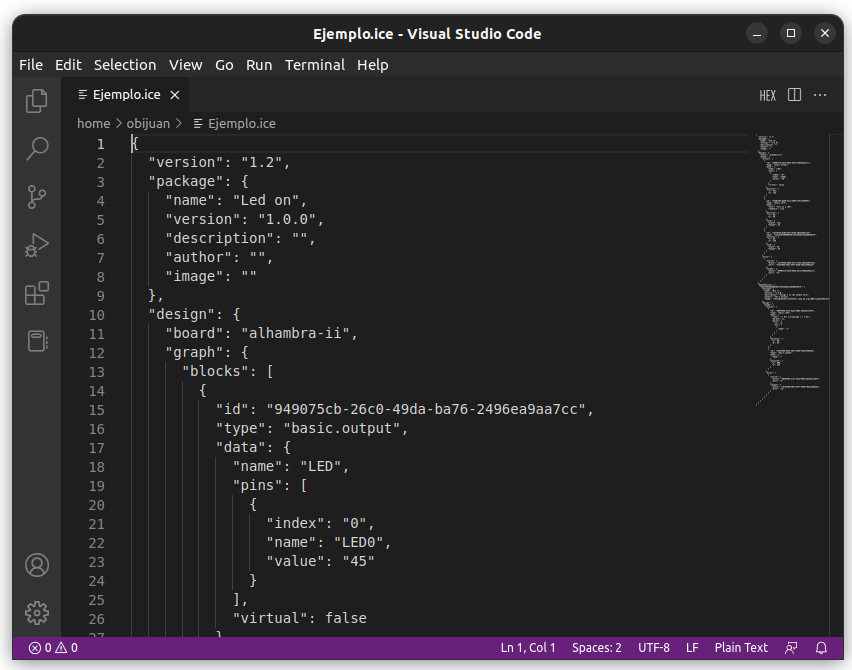 Ejemplo.ice - Visual Studio Code
File Edit Selection View Go Run Terminal Help
Ejemplo.ice
HEX
home > obijuan > Ejemplo.ice
1 {
2 "version": "1.2",
3 "package": {
4 "name": "Led on",
5 "version": "1.0.0",
6 "description": "",
7 "author": "",
8 "image": ""
9 },
10 "design": {
11 "board": "alhambra-ii",
12 "graph": {
13 "blocks": [
14 {
15 "id": "949075cb-26c0-49da-ba76-2496ea9aa7cc",
16 "type": "basic.output",
17 "data": {
18 "name": "LED",
19 "pins": [
20 {
21 "index": "0",
22 "name": "LED0",
23 "value": "45"
24 }
25 ],
26 "virtual": false
27 }
0 0 Ln 1, Col 1 Spaces: 2 UTF-8 LF Plain Text